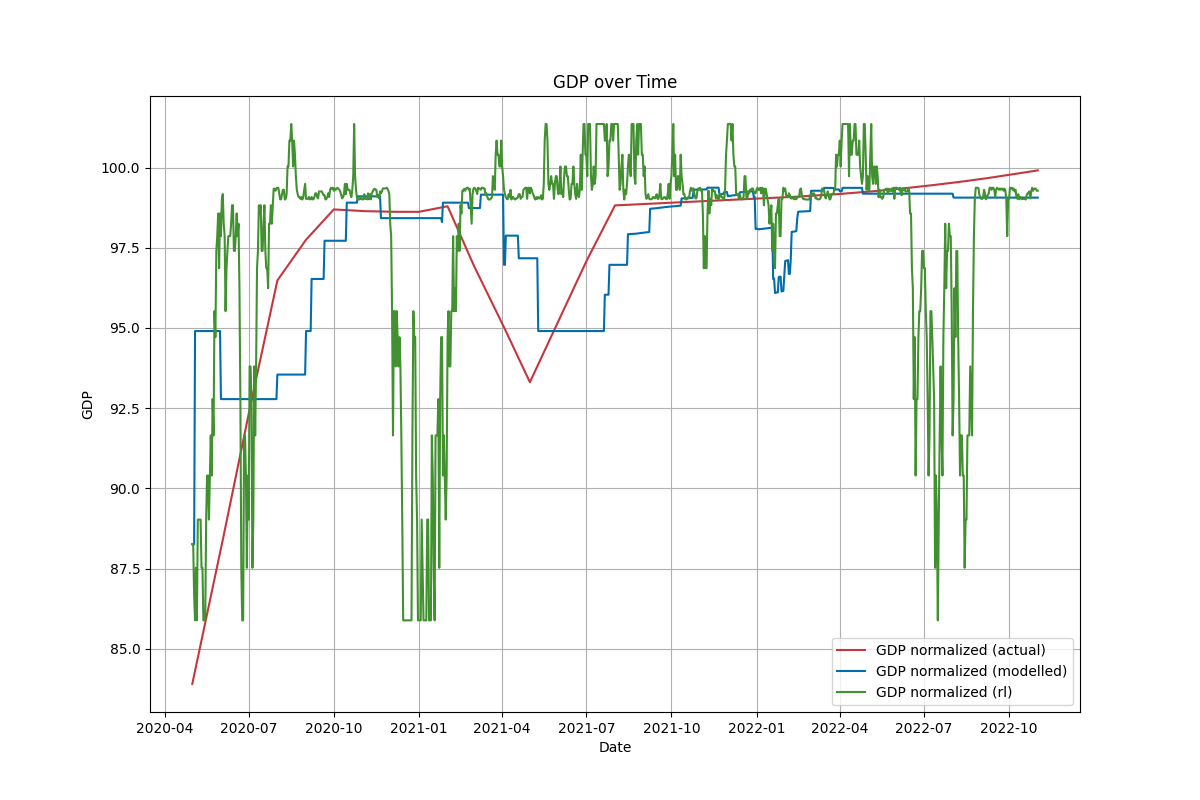 GDP over Time
100.0
97.5
95.0
92.5
90.0
87.5
85.0
GDP
GDP normalized (actual)
GDP normalized (modelled)
GDP normalized (rl)
2020-04 2020-07 2020-10 2021-01 2021-04 2021-07 2021-10 2022-01 2022-04 2022-07 2022-10
Date